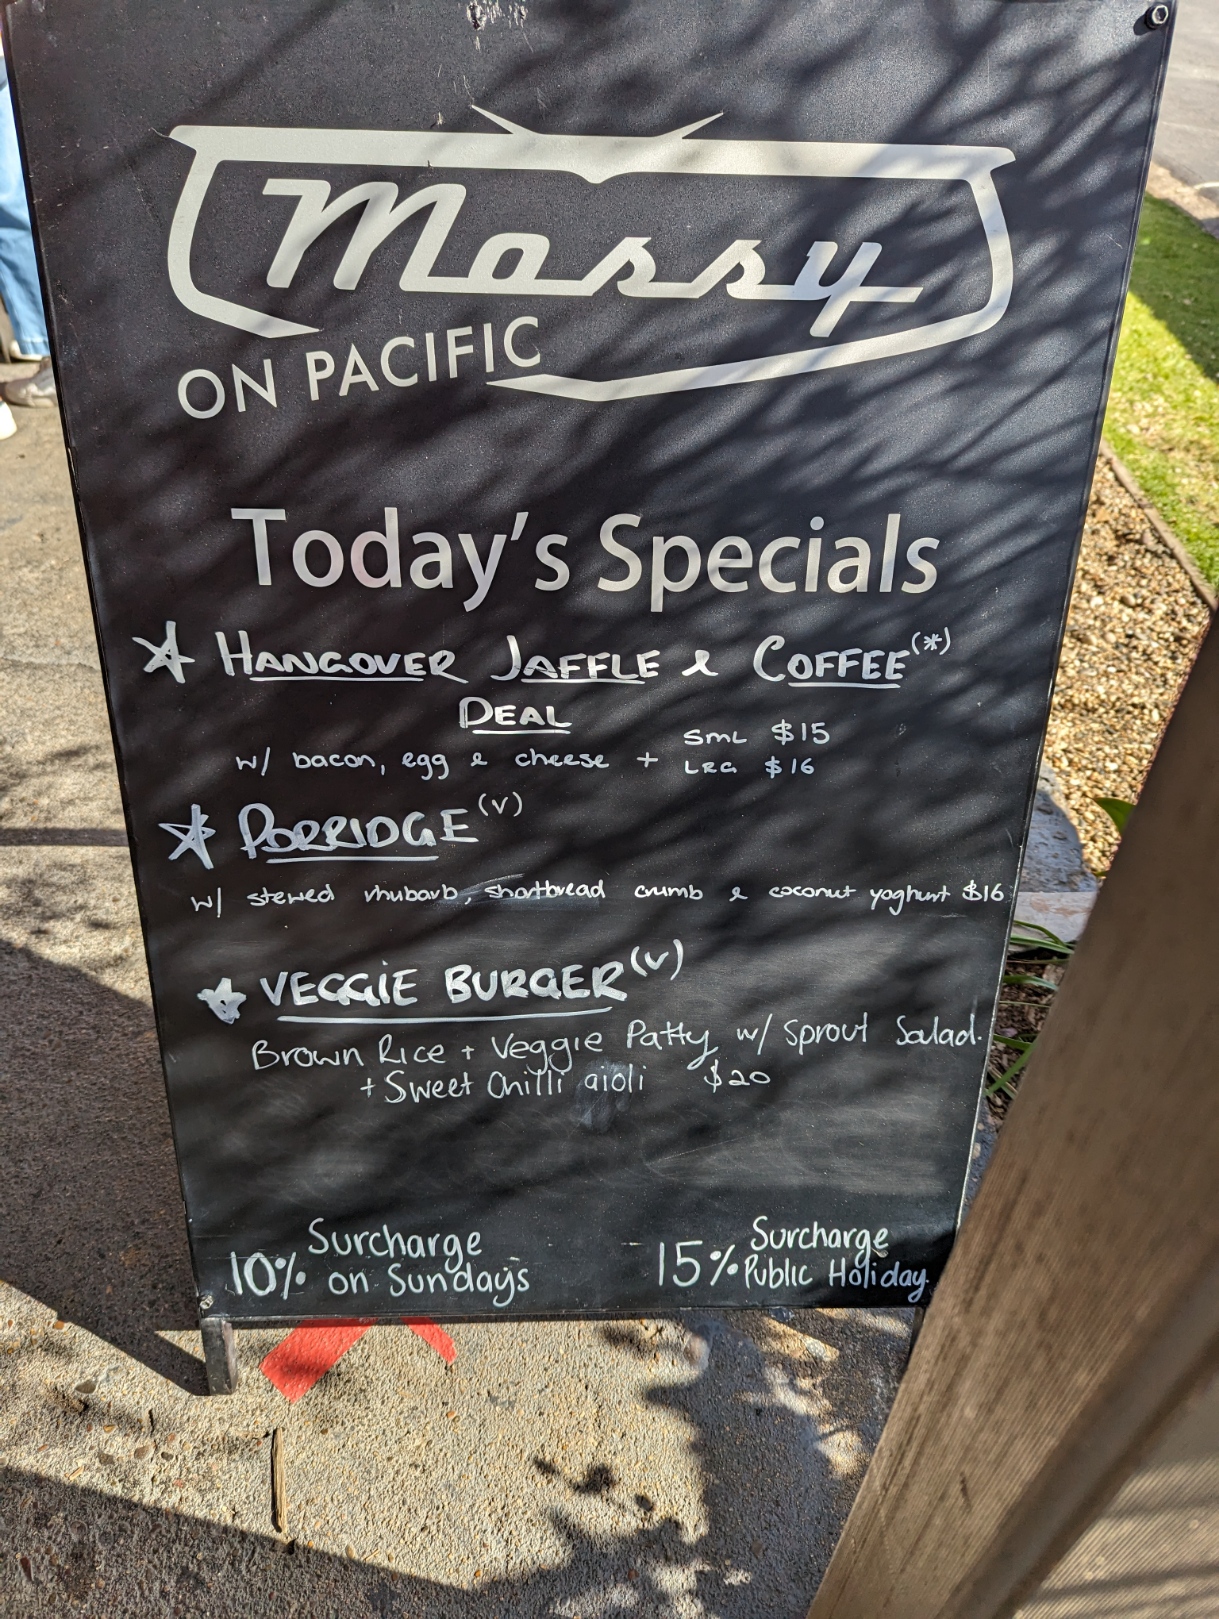 Mossy
ON PACIFIC
Today's Specials
HANGOVER JAFFLE & COFFEE(*)
DEAL
w/ bacon, egg & cheese + SML $15
LRG $16
PORRIDGE(V)
w/ stewed rhubarb, shortbread crumb & coconut yoghurt $16
VEGGIE BURGER(V)
Brown Rice + Veggie Patty w/ Sprout Salad.
+ Sweet Chilli aioli $20
10% Surcharge
on Sundays
15% Surcharge
Public Holiday.